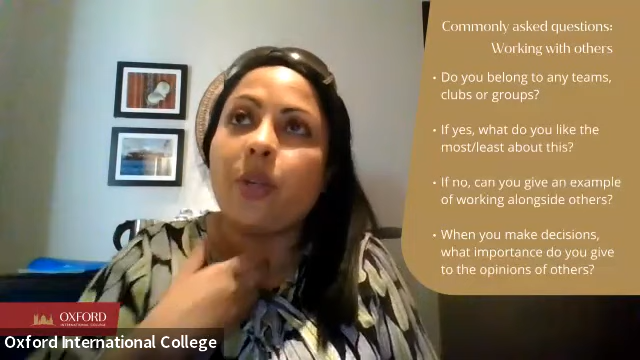 Commonly asked questions:
Working with others
• Do you belong to any teams,
clubs or groups?
• If yes, what do you like the
most/least about this?
• If no, can you give an example
of working alongside others?
• When you make decisions,
what importance do you give
to the opinions of others?
OXFORD
INTERNATIONAL COLLEGE
Oxford International College